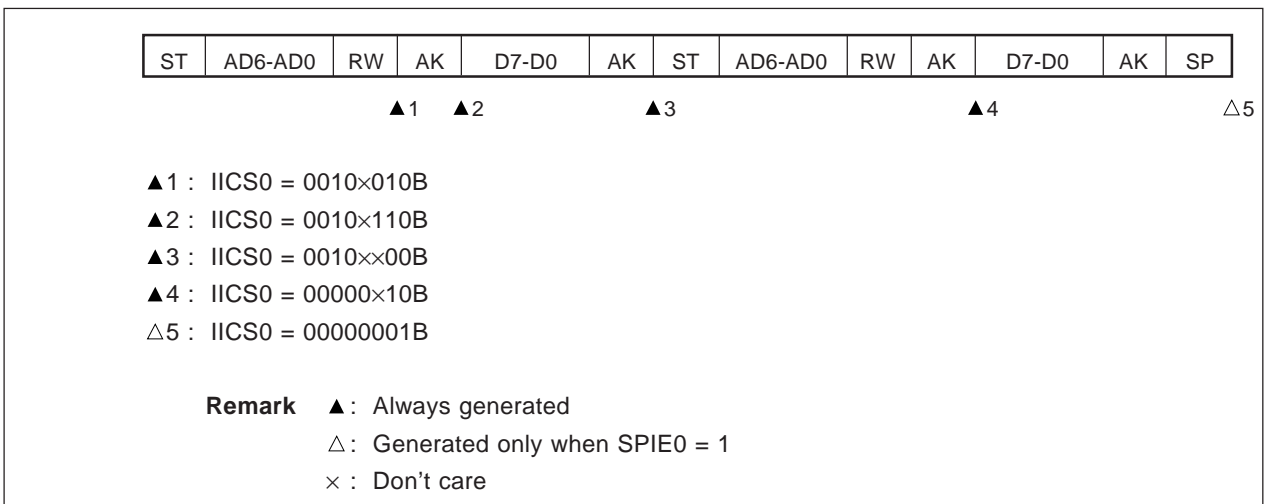 ST AD6-AD0 RW AK D7-D0 AK ST AD6-AD0 RW AK D7-D0 AK SP
▲1 ▲2 ▲3 ▲4 △5
▲1 : IICS0 = 0010×010B
▲2 : IICS0 = 0010×110B
▲3 : IICS0 = 0010××00B
▲4 : IICS0 = 00000×10B
△5 : IICS0 = 00000001B
Remark ▲: Always generated
△: Generated only when SPIE0 = 1
× : Don't care